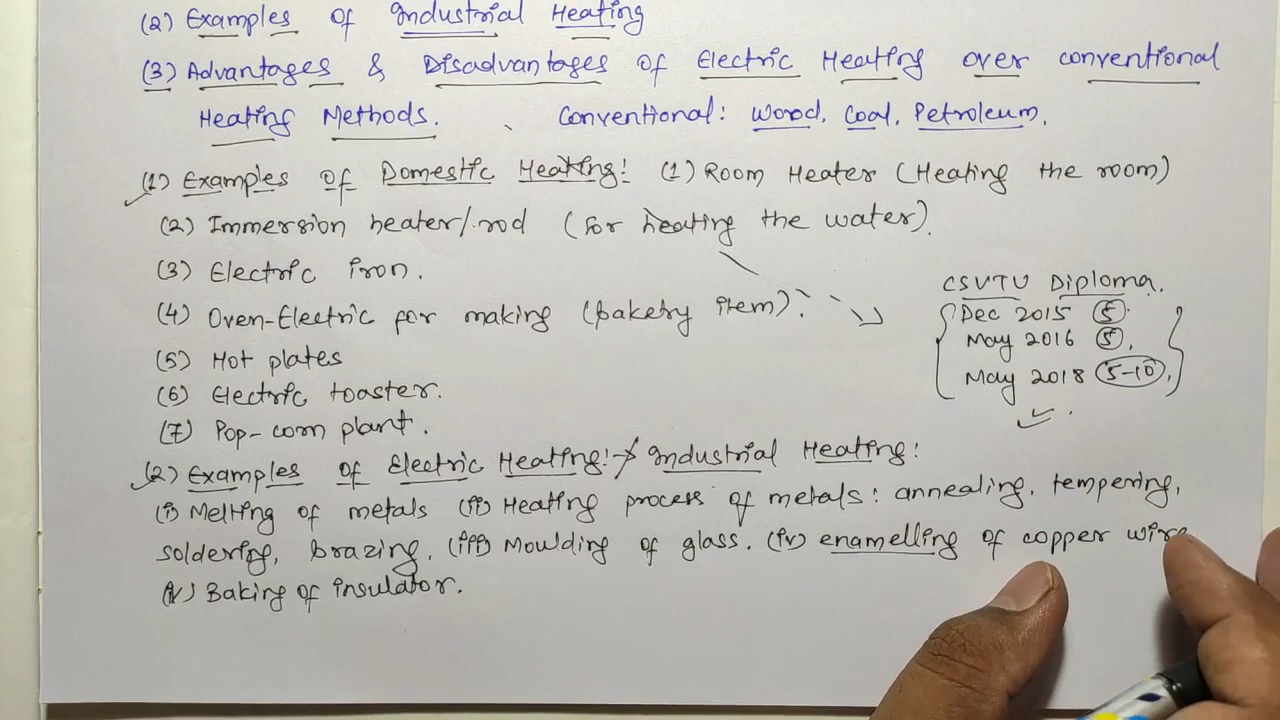 (2) Examples of Industrial Heating
(3) Advantages & Disadvantages of Electric Heating over conventional
Heating Methods. Conventional: Wood, Coal, Petroleum.
(1) Examples of Domestic Heating: (1) Room Heater (Heating the room)
(2) Immersion heater/rod (for heating the water).
(3) Electric iron.
(4) Oven-Electric for making (bakery item).
(5) Hot plates
(6) Electric toaster.
(7) Pop-corn plant.
CSVTU Diploma.
Dec 2015 (5).
May 2016 (5),
May 2018 (5-10),
(2) Examples of Electric Heating:→ Industrial Heating:
(i) Melting of metals (ii) Heating process of metals: annealing, tempering,
soldering, brazing, (iii) Moulding of glass. (iv) enamelling of copper wire
(v) Baking of insulator.